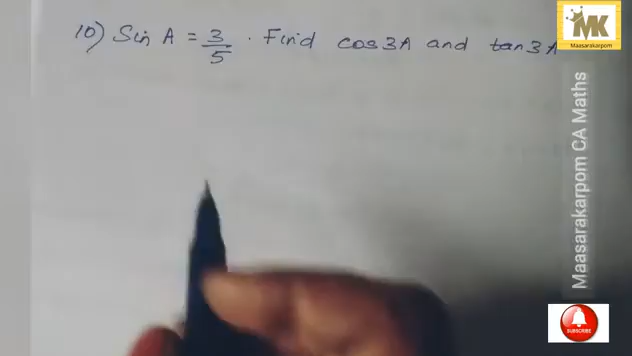 10) Sin A = 3/5 . Find cos3A and tan3A
MK
Maasarakarpom
Maasarakarpom CA Maths
SUBSCRIBE